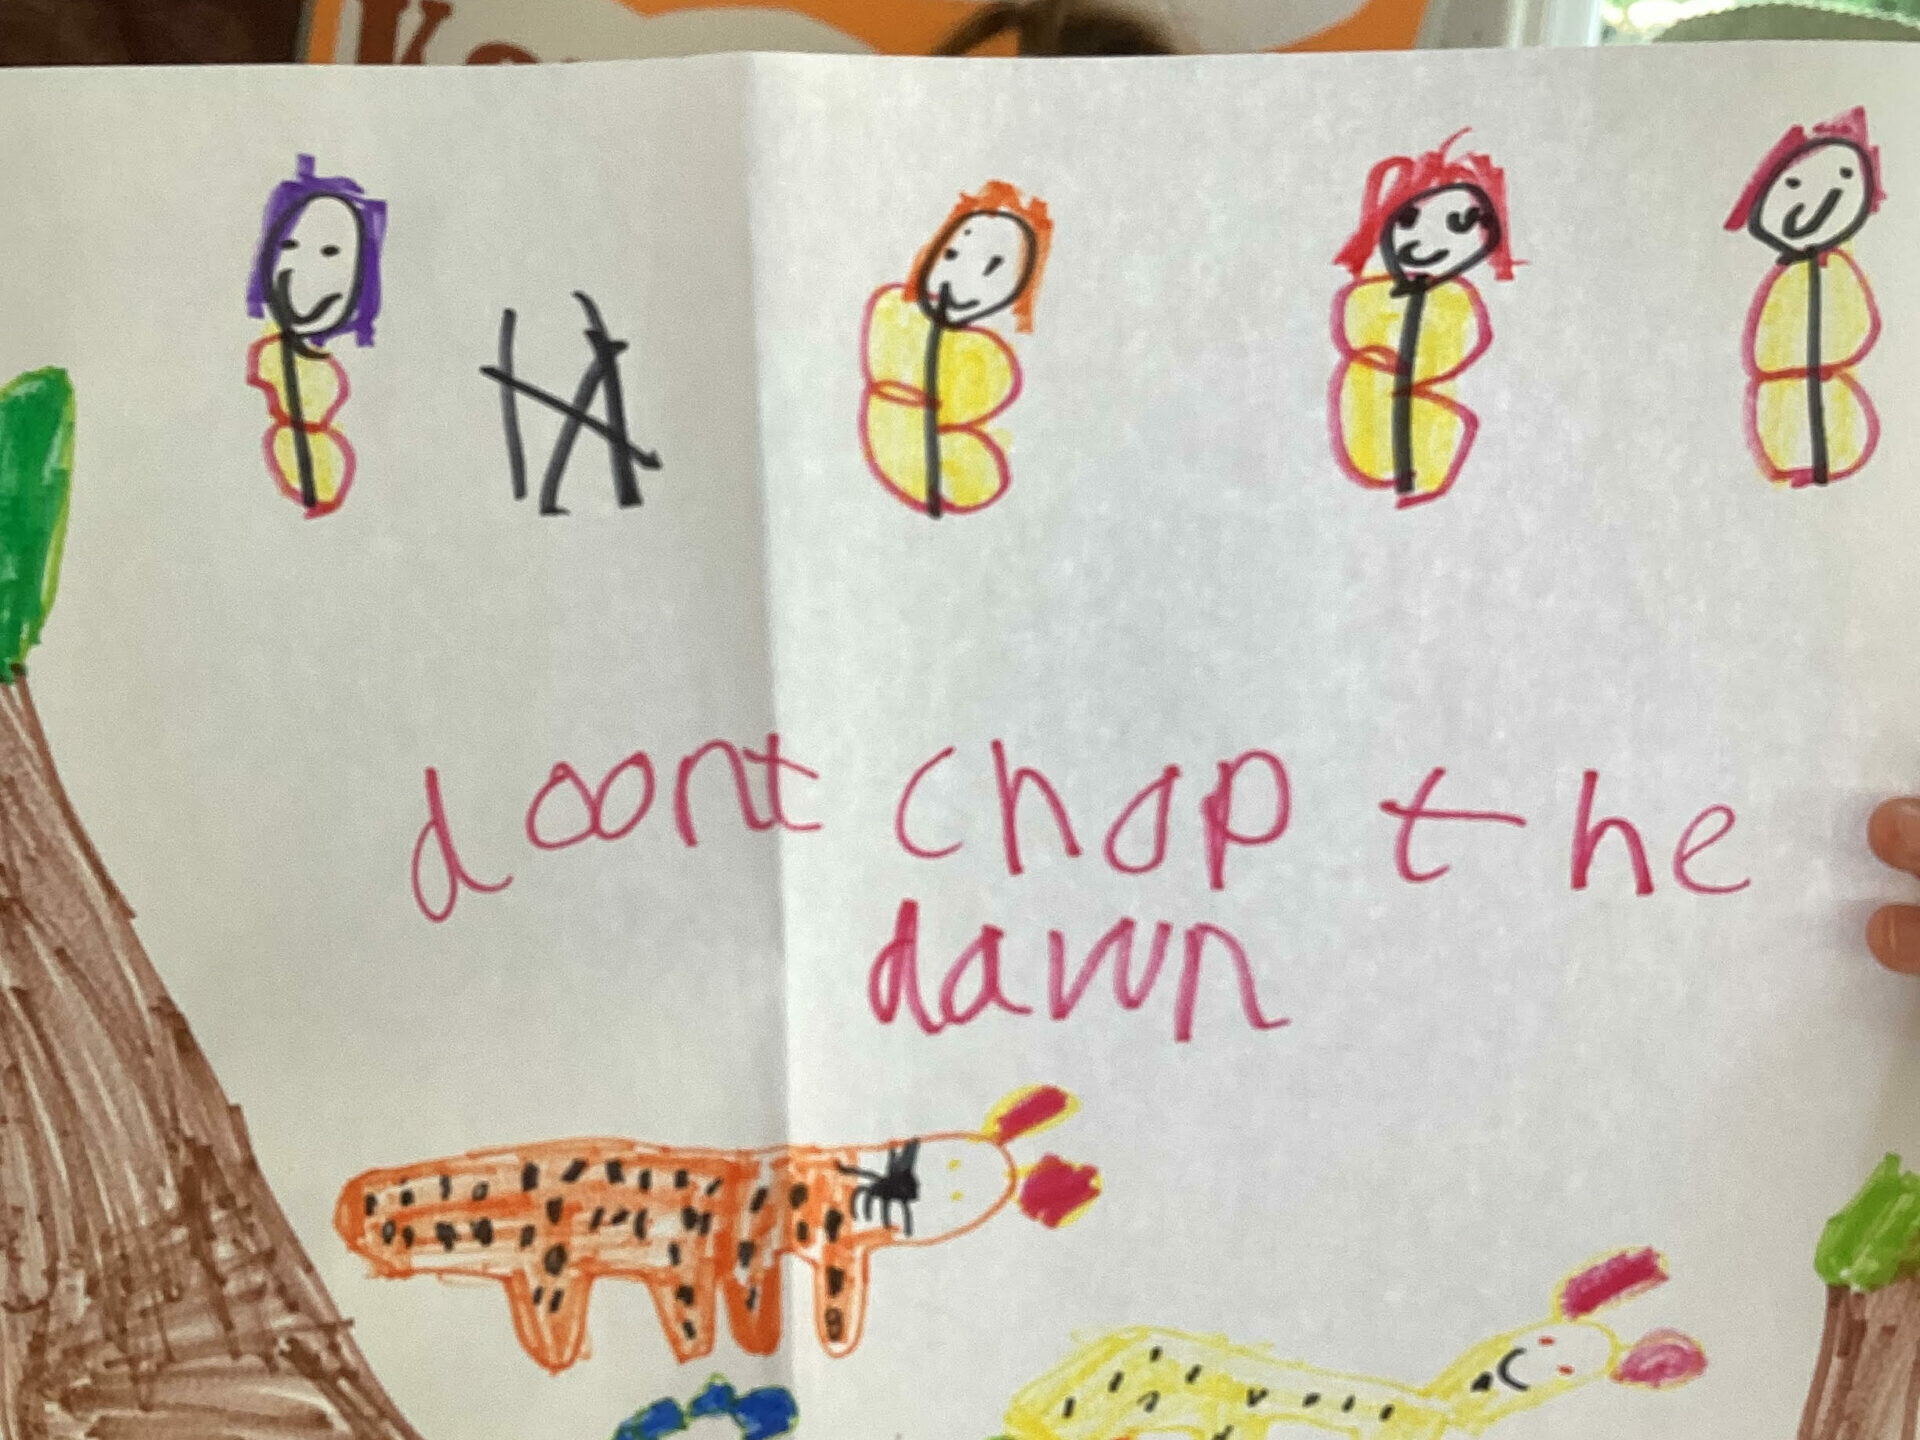 doont chop the
dawn